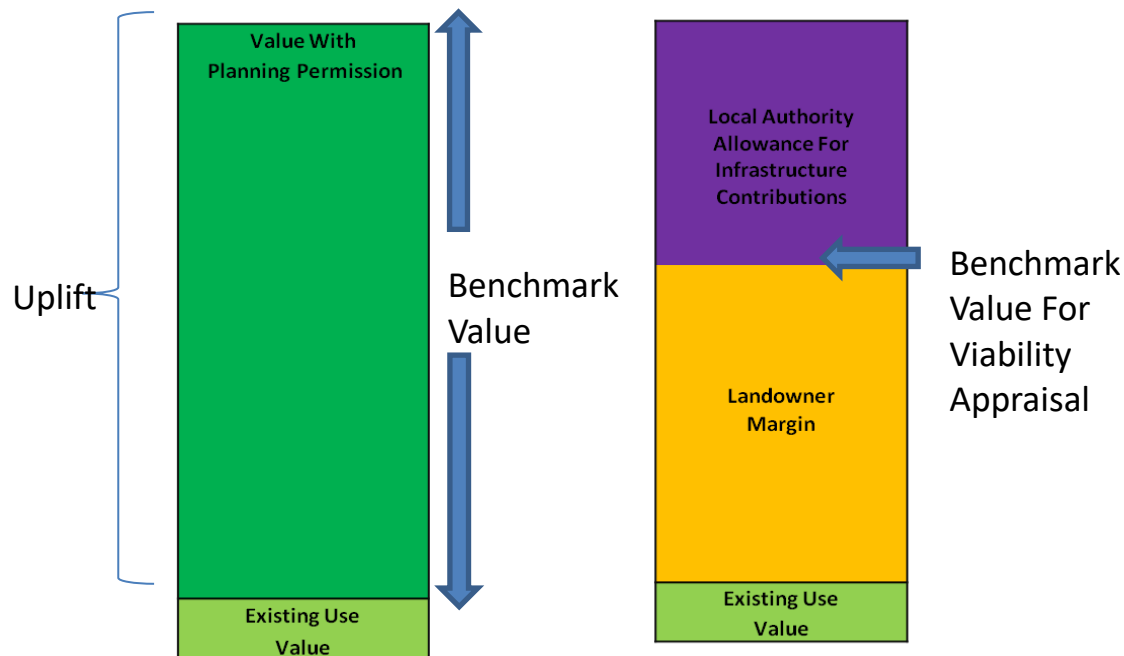 Value With
Planning Permission
Uplift
Benchmark
Value
Existing Use
Value
Local Authority
Allowance For
Infrastructure
Contributions
Benchmark
Value For
Viability
Appraisal
Landowner
Margin
Existing Use
Value